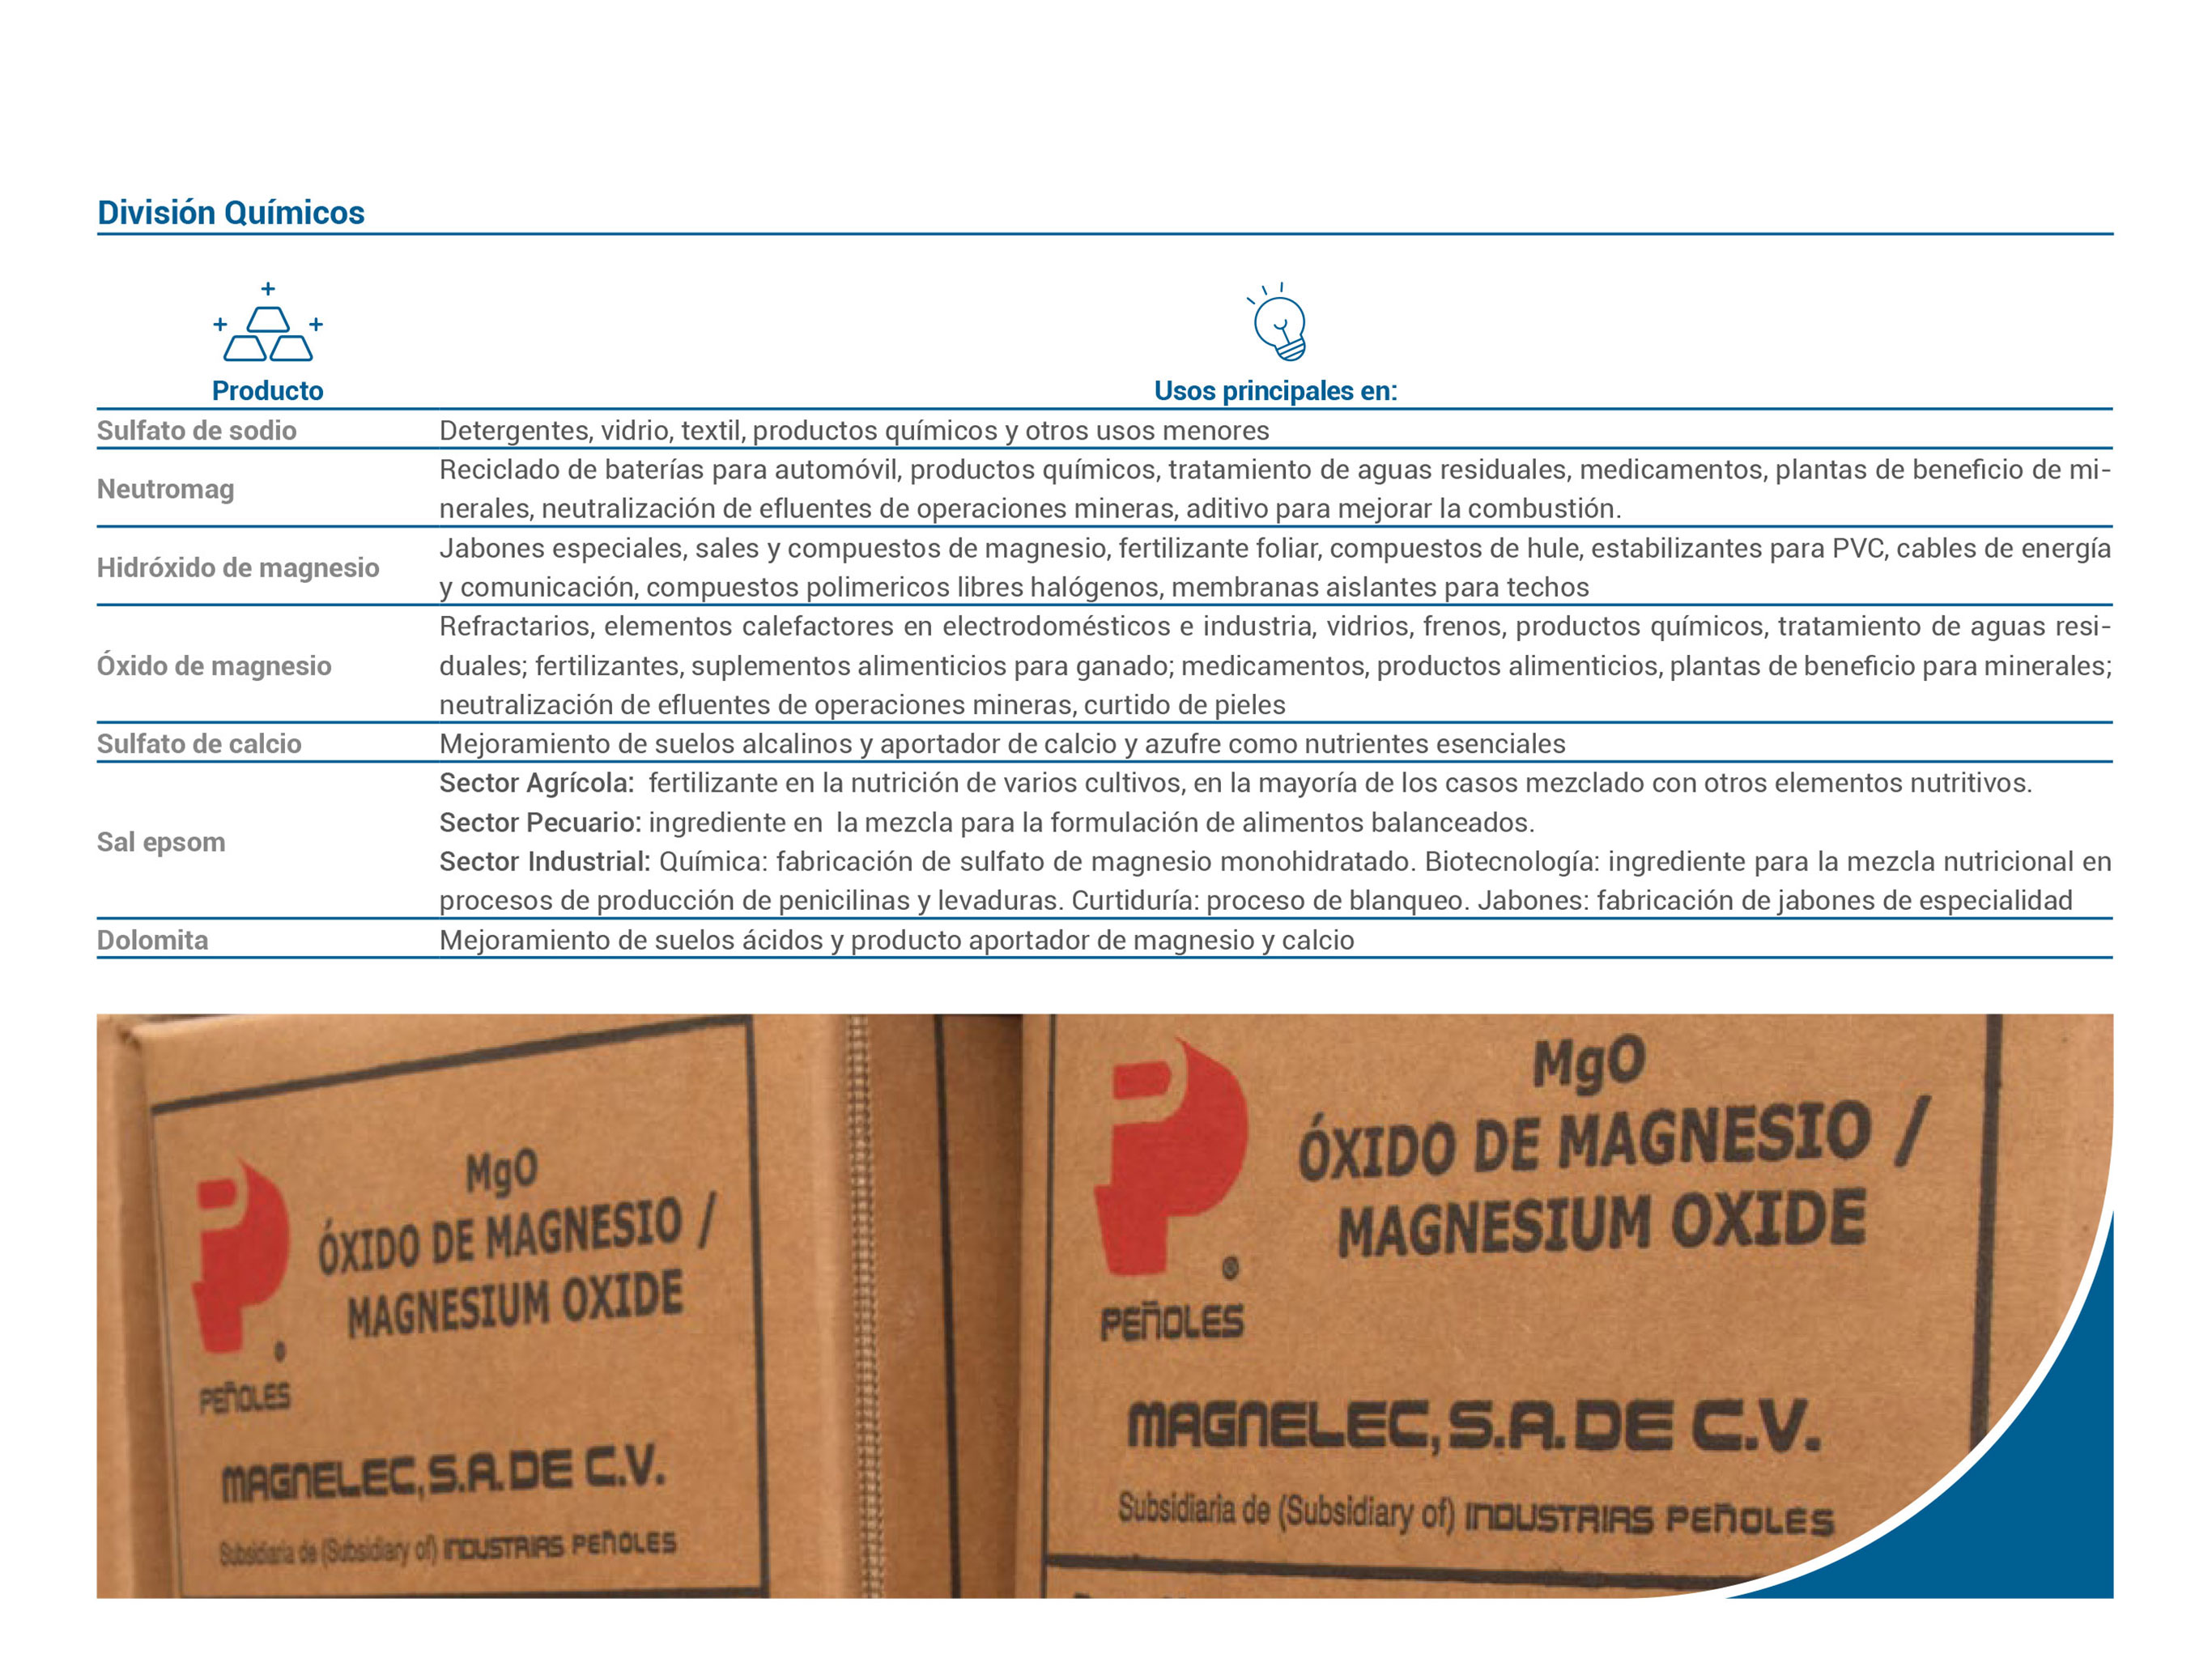 División Químicos
Producto
Usos principales en:
Sulfato de sodio
Detergentes, vidrio, textil, productos químicos y otros usos menores
Neutromag
Reciclado de baterías para automóvil, productos químicos, tratamiento de aguas residuales, medicamentos, plantas de beneficio de mi-
nerales, neutralización de efluentes de operaciones mineras, aditivo para mejorar la combustión.
Hidróxido de magnesio
Jabones especiales, sales y compuestos de magnesio, fertilizante foliar, compuestos de hule, estabilizantes para PVC, cables de energía
y comunicación, compuestos polimericos libres halógenos, membranas aislantes para techos
Óxido de magnesio
Refractarios, elementos calefactores en electrodomésticos e industria, vidrios, frenos, productos químicos, tratamiento de aguas resi-
duales; fertilizantes, suplementos alimenticios para ganado; medicamentos, productos alimenticios, plantas de beneficio para minerales;
neutralización de efluentes de operaciones mineras, curtido de pieles
Sulfato de calcio
Mejoramiento de suelos alcalinos y aportador de calcio y azufre como nutrientes esenciales
Sal epsom
Sector Agrícola: fertilizante en la nutrición de varios cultivos, en la mayoría de los casos mezclado con otros elementos nutritivos.
Sector Pecuario: ingrediente en la mezcla para la formulación de alimentos balanceados.
Sector Industrial: Química: fabricación de sulfato de magnesio monohidratado. Biotecnología: ingrediente para la mezcla nutricional en
procesos de producción de penicilinas y levaduras. Curtiduría: proceso de blanqueo. Jabones: fabricación de jabones de especialidad
Dolomita
Mejoramiento de suelos ácidos y producto aportador de magnesio y calcio
MgO
ÓXIDO DE MAGNESIO /
MAGNESIUM OXIDE
®
PEÑOLES
MAGNELEC, S.A. DE C.V.
Subsidiaria de (Subsidiary of) INDUSTRIAS PEÑOLES
MgO
ÓXIDO DE MAGNESIO /
MAGNESIUM OXIDE
®
PEÑOLES
MAGNELEC, S.A. DE C.V.
Subsidiaria de (Subsidiary of) INDUSTRIAS PEÑOLES